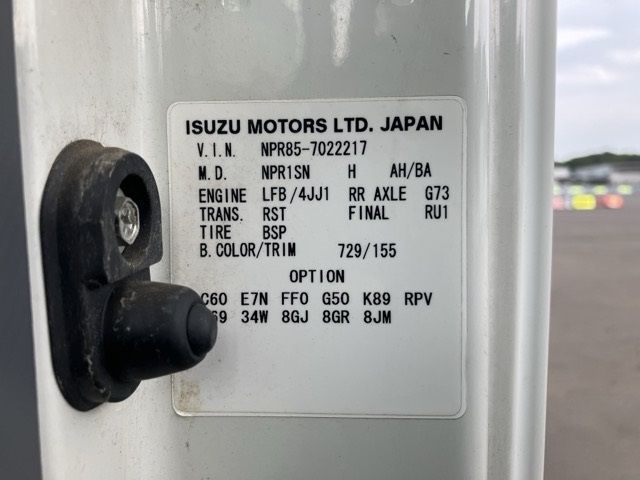 ISUZU MOTORS LTD. JAPAN
V.I.N. NPR85-7022217
M.D. NPR1SN H AH/BA
ENGINE LFB/4JJ1 RR AXLE G73
TRANS. RST FINAL RU1
TIRE BSP
B.COLOR/TRIM 729/155
OPTION
C60 E7N FF0 G50 K89 RPV
34W 8GJ 8GR 8JM